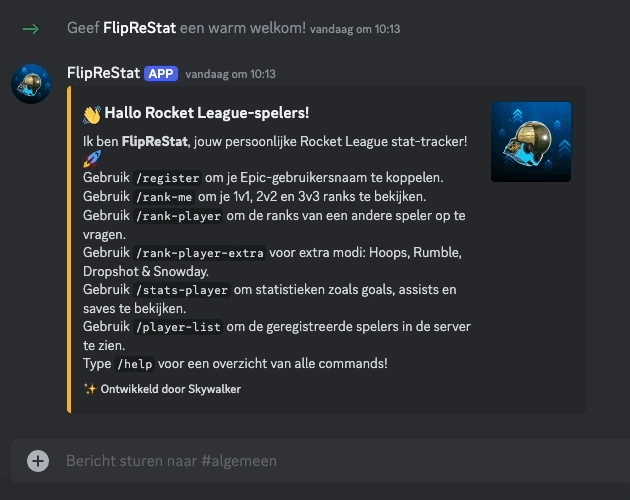 Geef FlipReStat een warm welkom! vandaag om 10:13
FlipReStat APP vandaag om 10:13
👋 Hallo Rocket League-spelers!
Ik ben FlipReStat, jouw persoonlijke Rocket League stat-tracker!
🚀
Gebruik /register om je Epic-gebruikersnaam te koppelen.
Gebruik /rank-me om je 1v1, 2v2 en 3v3 ranks te bekijken.
Gebruik /rank-player om de ranks van een andere speler op te
vragen.
Gebruik /rank-player-extra voor extra modi: Hoops, Rumble,
Dropshot & Snowday.
Gebruik /stats-player om statistieken zoals goals, assists en
saves te bekijken.
Gebruik /player-list om de geregistreerde spelers in de server
te zien.
Type /help voor een overzicht van alle commands!
✨ Ontwikkeld door Skywalker
Bericht sturen naar #algemeen